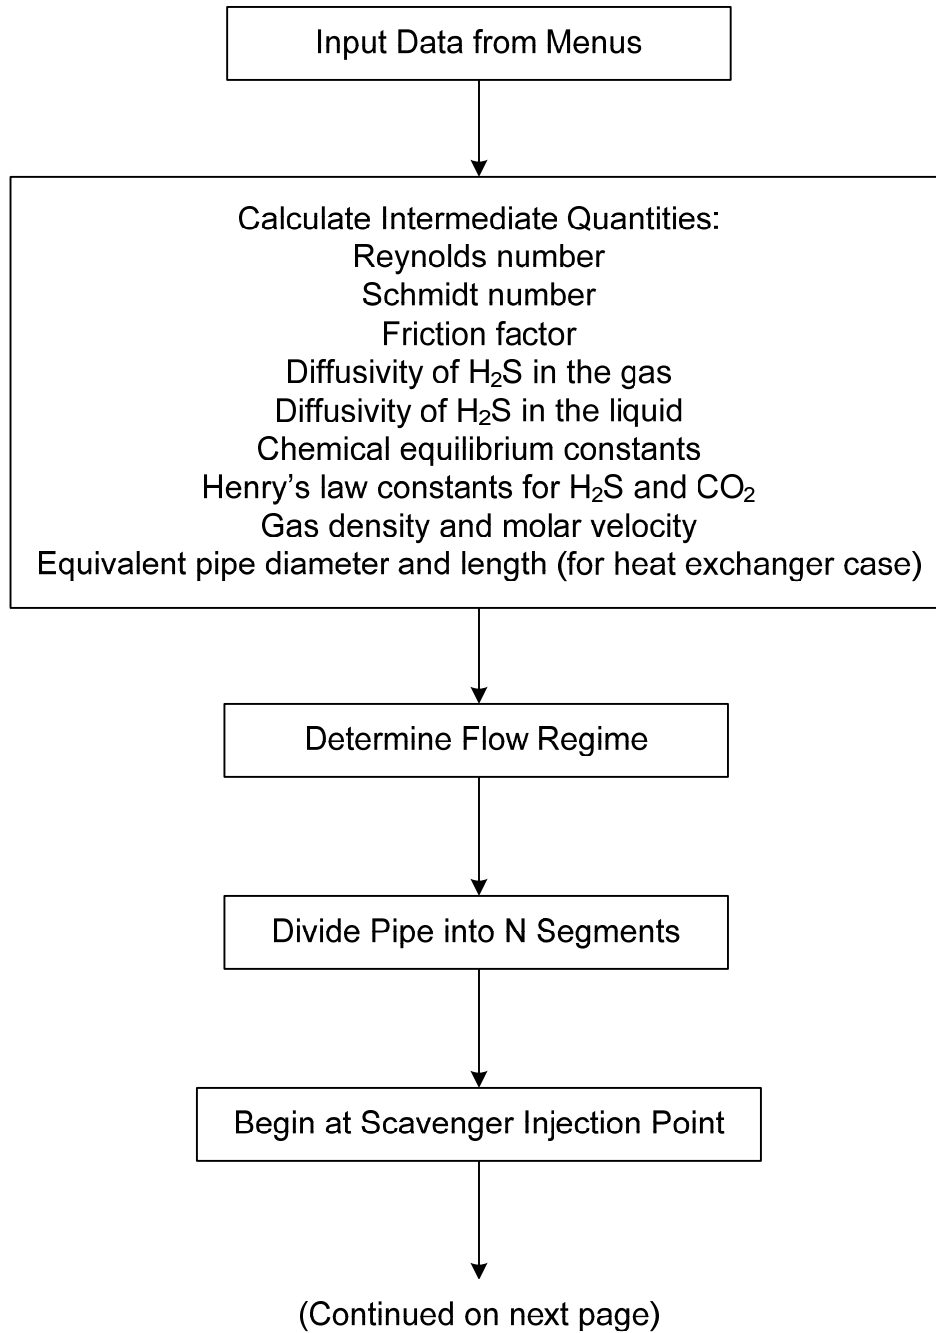 Input Data from Menus
Calculate Intermediate Quantities:
Reynolds number
Schmidt number
Friction factor
Diffusivity of H₂S in the gas
Diffusivity of H₂S in the liquid
Chemical equilibrium constants
Henry’s law constants for H₂S and CO₂
Gas density and molar velocity
Equivalent pipe diameter and length (for heat exchanger case)
Determine Flow Regime
Divide Pipe into N Segments
Begin at Scavenger Injection Point
(Continued on next page)